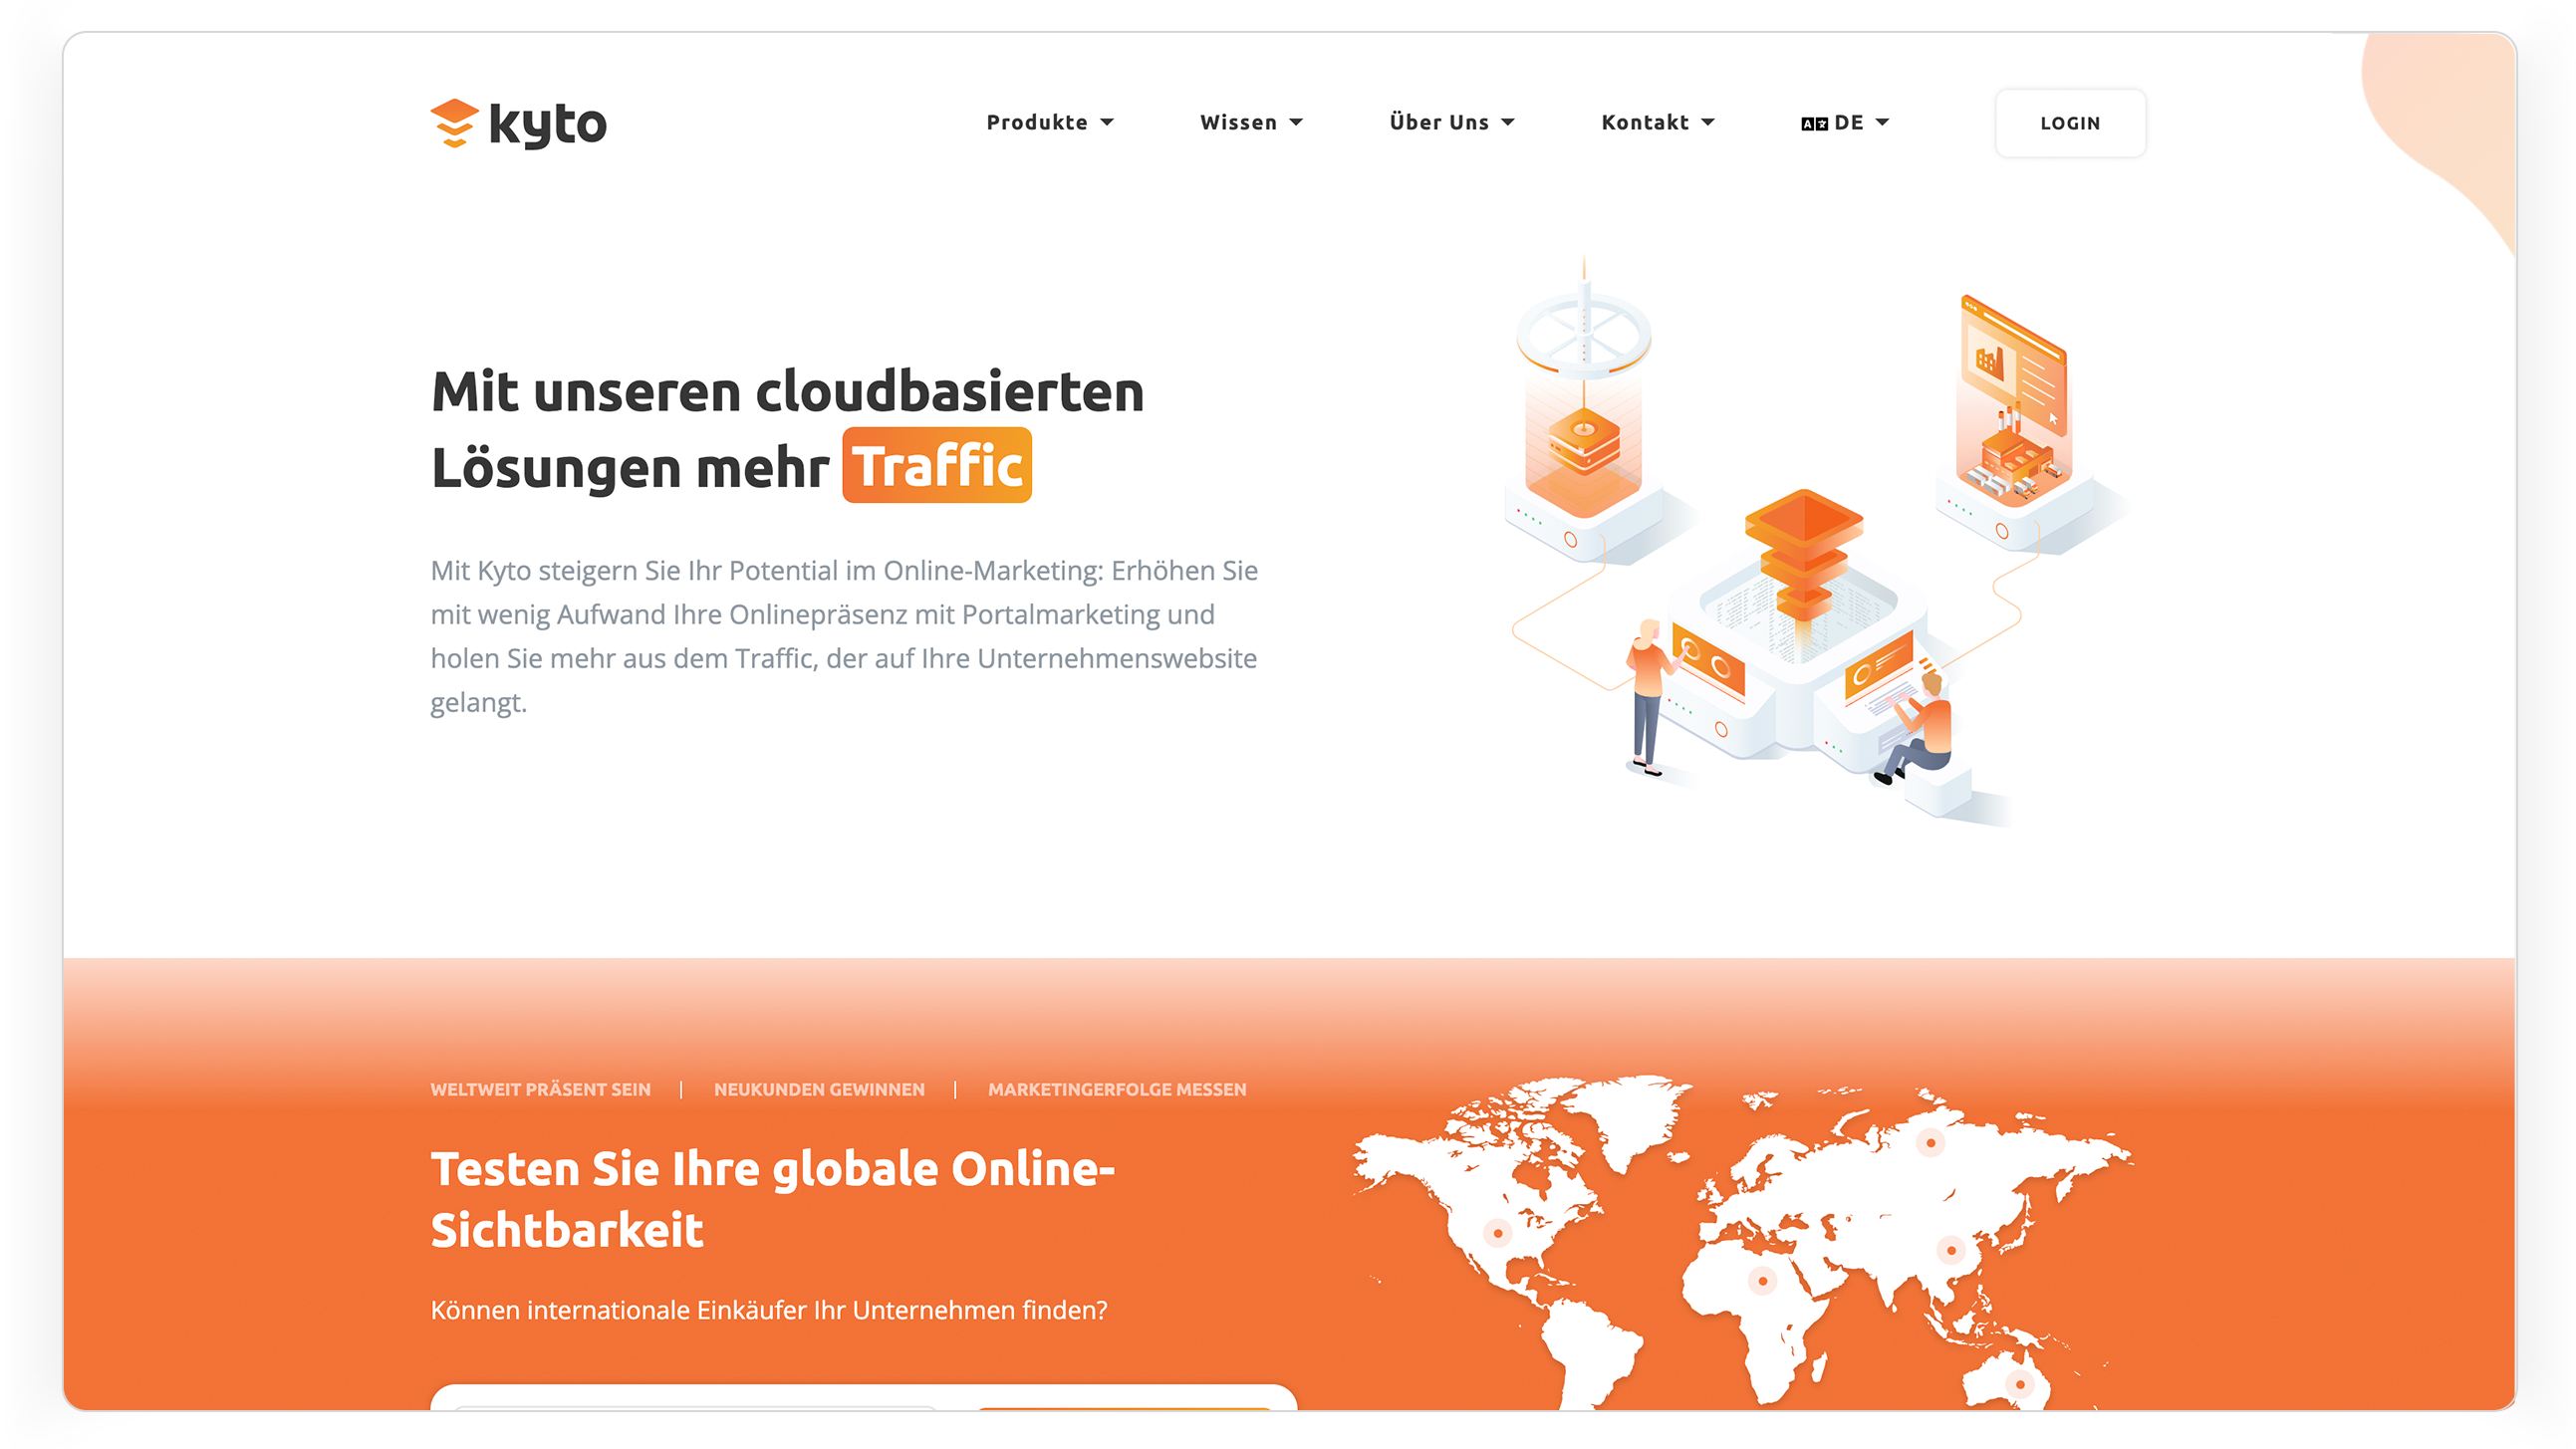 kyto
Produkte
Wissen
Über Uns
Kontakt
DE
LOGIN
Mit unseren cloudbasierten
Lösungen mehr Traffic
Mit Kyto steigern Sie Ihr Potential im Online-Marketing: Erhöhen Sie
mit wenig Aufwand Ihre Onlinepräsenz mit Portalmarketing und
holen Sie mehr aus dem Traffic, der auf Ihre Unternehmenswebsite
gelangt.
WELTWEIT PRÄSENT SEIN | NEUKUNDEN GEWINNEN | MARKETINGERFOLGE MESSEN
Testen Sie Ihre globale Online-
Sichtbarkeit
Können internationale Einkäufer Ihr Unternehmen finden?